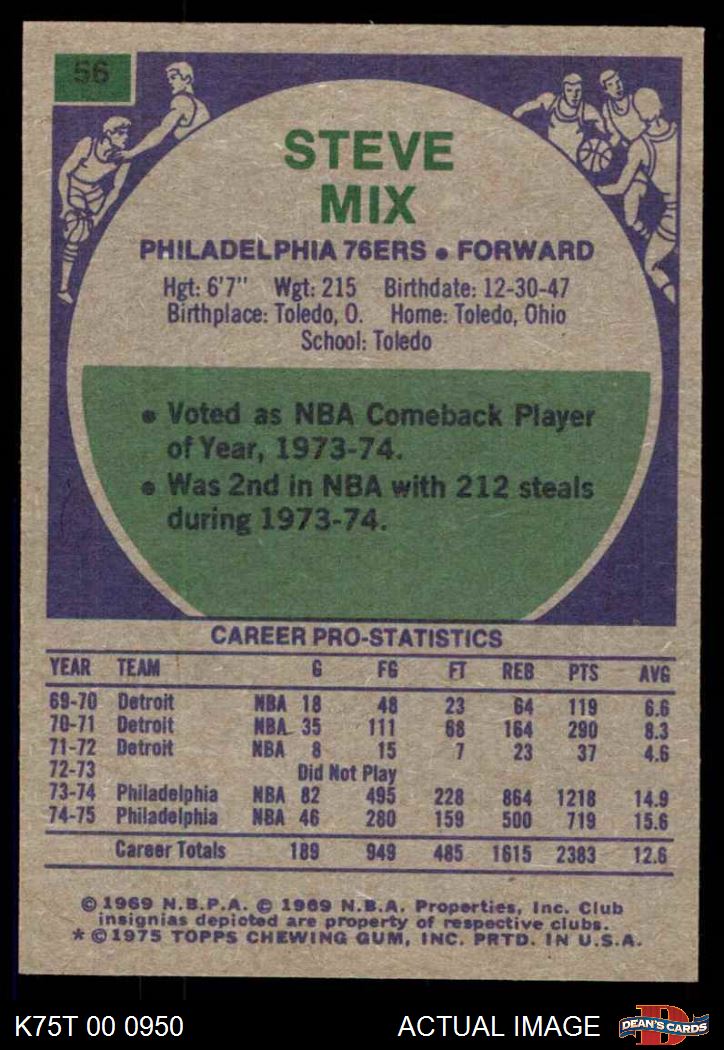 56
STEVE
MIX
PHILADELPHIA 76ERS • FORWARD
Hgt: 6'7" Wgt: 215 Birthdate: 12-30-47
Birthplace: Toledo, O. Home: Toledo, Ohio
School: Toledo
• Voted as NBA Comeback Player
of Year, 1973-74.
• Was 2nd in NBA with 212 steals
during 1973-74.
CAREER PRO-STATISTICS
YEAR TEAM G FG FT REB PTS AVG
69-70 Detroit NBA 18 48 23 64 119 6.6
70-71 Detroit NBA 35 111 68 164 290 8.3
71-72 Detroit NBA 8 15 7 23 37 4.6
72-73 Did Not Play
73-74 Philadelphia NBA 82 495 228 864 1218 14.9
74-75 Philadelphia NBA 46 280 159 500 719 15.6
Career Totals 189 949 485 1615 2383 12.6
© 1969 N.B.P.A. © 1969 N.B.A. Properties, Inc. Club
insignias depicted are property of respective clubs.
* © 1975 TOPPS CHEWING GUM, INC. PRTD. IN U.S.A.
K75T 00 0950 ACTUAL IMAGE
D
DEAN'S CARDS